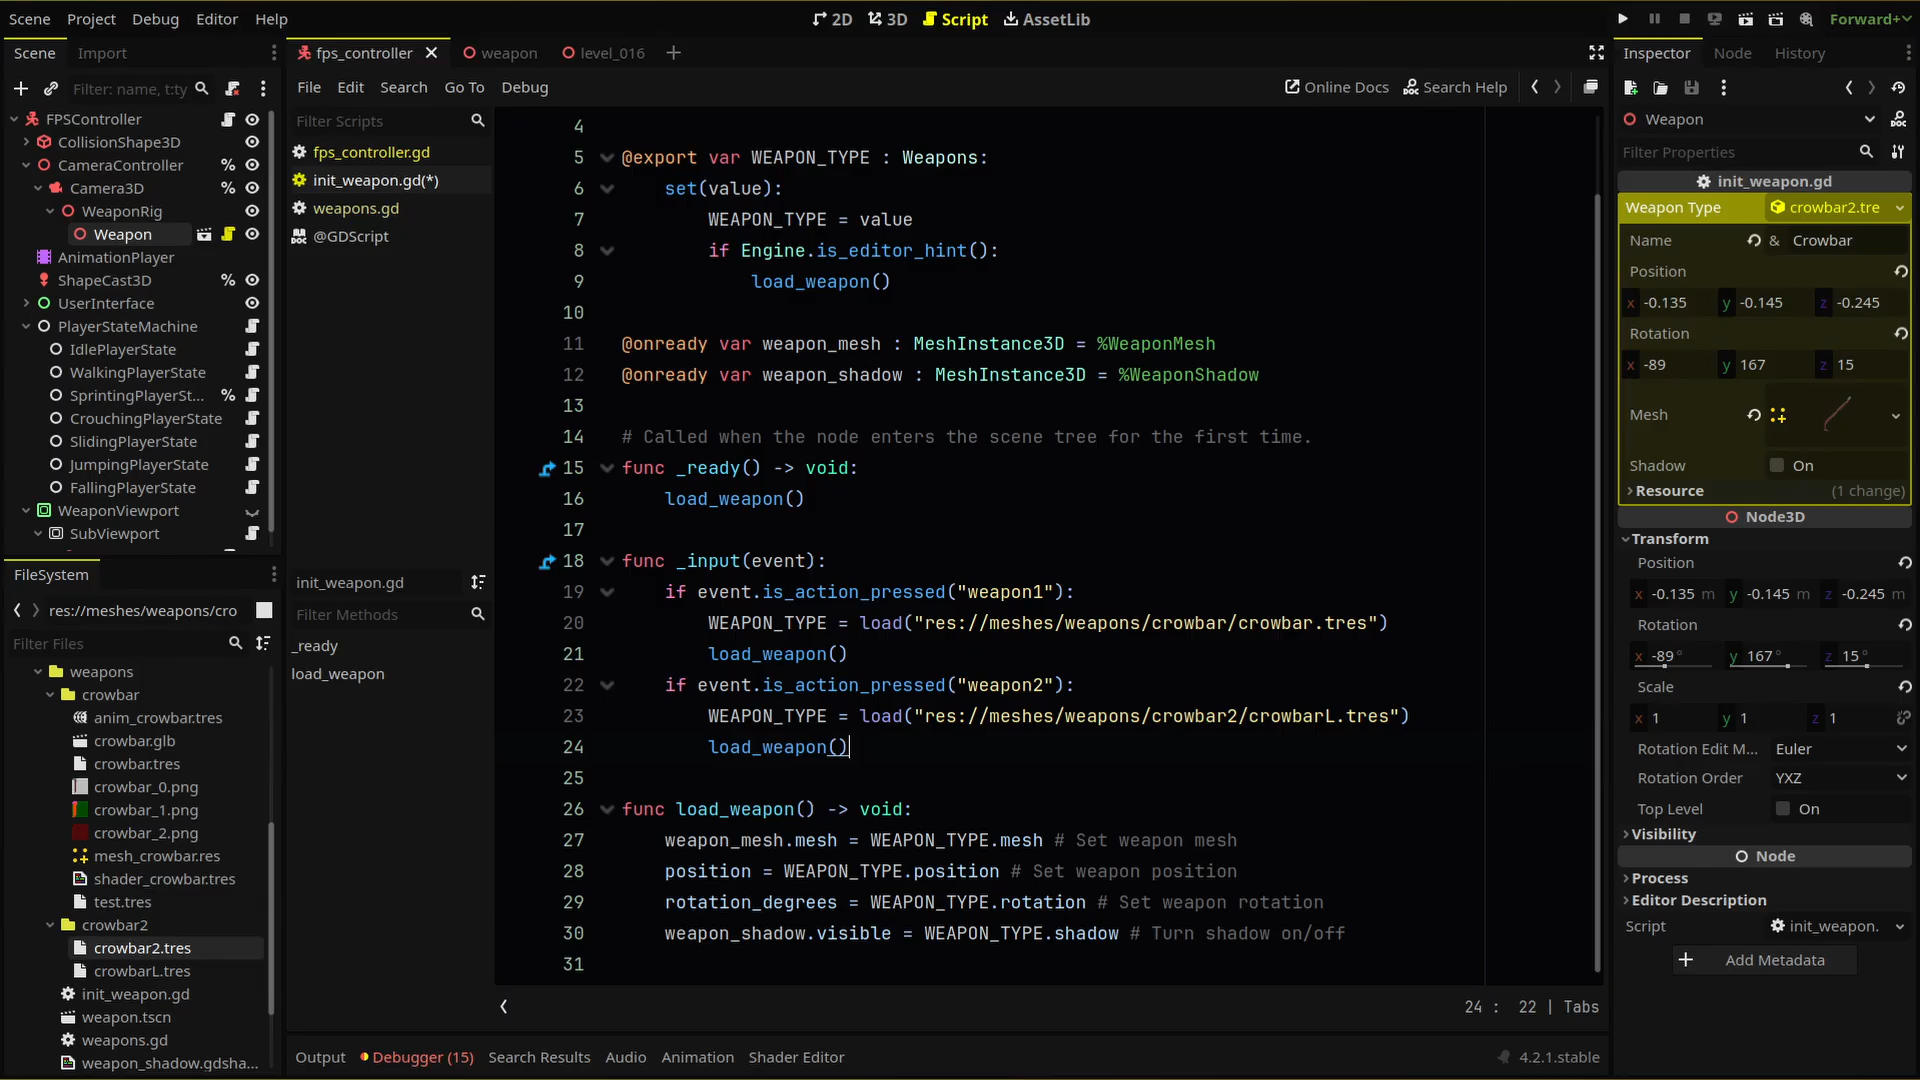 Scene Project Debug Editor Help
2D 3D Script AssetLib
Forward+
Scene Import
Filter: name, t:ty
FPSController
CollisionShape3D
CameraController
Camera3D
WeaponRig
Weapon
AnimationPlayer
ShapeCast3D
UserInterface
PlayerStateMachine
IdlePlayerState
WalkingPlayerState
SprintingPlayerSt...
CrouchingPlayerState
SlidingPlayerState
JumpingPlayerState
FallingPlayerState
WeaponViewport
SubViewport
FileSystem
res://meshes/weapons/cro
Filter Files
weapons
crowbar
anim_crowbar.tres
crowbar.glb
crowbar.tres
crowbar_0.png
crowbar_1.png
crowbar_2.png
mesh_crowbar.res
shader_crowbar.tres
test.tres
crowbar2
crowbar2.tres
crowbarL.tres
init_weapon.gd
weapon.tscn
weapons.gd
weapon_shadow.gdsha...
fps_controller weapon level_016
File Edit Search Go To Debug
Online Docs Search Help
Filter Scripts
fps_controller.gd
init_weapon.gd(*)
weapons.gd
@GDScript
init_weapon.gd
Filter Methods
_ready
load_weapon
4
5 @export var WEAPON_TYPE : Weapons:
6 set(value):
7 WEAPON_TYPE = value
8 if Engine.is_editor_hint():
9 load_weapon()
10
11 @onready var weapon_mesh : MeshInstance3D = %WeaponMesh
12 @onready var weapon_shadow : MeshInstance3D = %WeaponShadow
13
14 # Called when the node enters the scene tree for the first time.
15 func _ready() -> void:
16 load_weapon()
17
18 func _input(event):
19 if event.is_action_pressed("weapon1"):
20 WEAPON_TYPE = load("res://meshes/weapons/crowbar/crowbar.tres")
21 load_weapon()
22 if event.is_action_pressed("weapon2"):
23 WEAPON_TYPE = load("res://meshes/weapons/crowbar2/crowbarL.tres")
24 load_weapon()
25
26 func load_weapon() -> void:
27 weapon_mesh.mesh = WEAPON_TYPE.mesh # Set weapon mesh
28 position = WEAPON_TYPE.position # Set weapon position
29 rotation_degrees = WEAPON_TYPE.rotation # Set weapon rotation
30 weapon_shadow.visible = WEAPON_TYPE.shadow # Turn shadow on/off
31
24 : 22 | Tabs
Output Debugger (15) Search Results Audio Animation Shader Editor
4.2.1.stable
Inspector Node History
Weapon
Filter Properties
init_weapon.gd
Weapon Type crowbar2.tre
Name & Crowbar
Position
x -0.135 y -0.145 z -0.245
Rotation
x -89 y 167 z 15
Mesh
Shadow On
Resource (1 change)
Node3D
Transform
Position
x -0.135 m y -0.145 m z -0.245 m
Rotation
x -89 ° y 167 ° z 15 °
Scale
x 1 y 1 z 1
Rotation Edit M... Euler
Rotation Order YXZ
Top Level On
Visibility
Node
Process
Editor Description
Script init_weapon.
Add Metadata